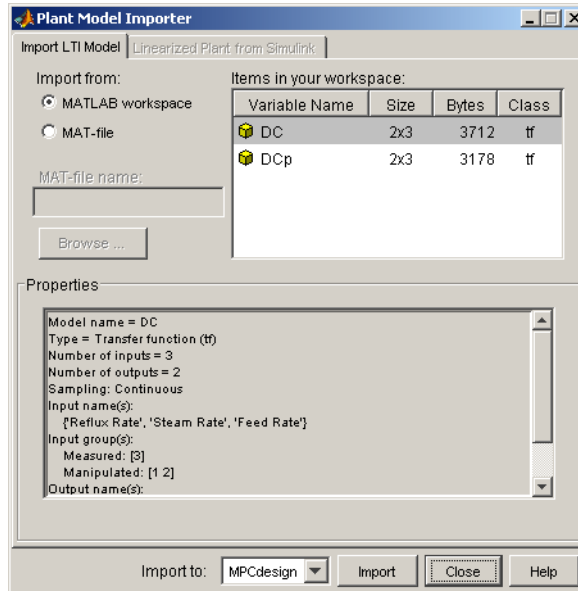 Plant Model Importer
Import LTI Model Linearized Plant from Simulink
Import from:
MATLAB workspace
MAT-file
MAT-file name:
Browse ...
Items in your workspace:
Variable Name Size Bytes Class
DC 2x3 3712 tf
DCp 2x3 3178 tf
Properties
Model name = DC
Type = Transfer function (tf)
Number of inputs = 3
Number of outputs = 2
Sampling: Continuous
Input name(s):
{'Reflux Rate', 'Steam Rate', 'Feed Rate'}
Input group(s):
Measured: [3]
Manipulated: [1 2]
Output name(s):
Import to: MPCdesign Import Close Help